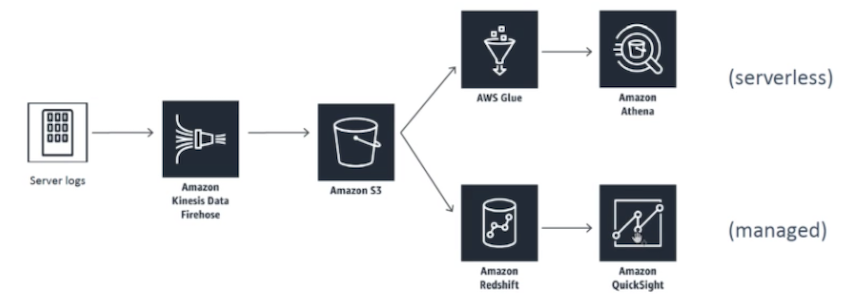 Server logs
Amazon
Kinesis Data
Firehose
Amazon S3
AWS Glue
Amazon
Athena
(serverless)
Amazon
Redshift
Amazon
QuickSight
(managed)